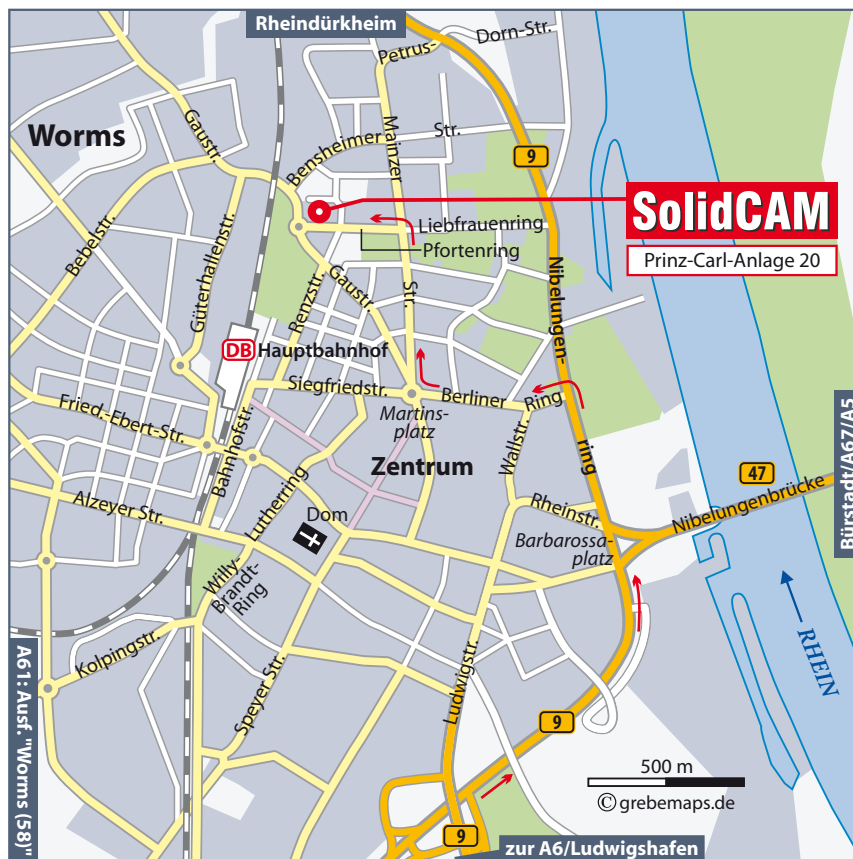 Rheindürkheim
Petrus-
Dorn-Str.
Worms
Gaustr.
Bensheimer
Str.
Mainzer
9
SolidCAM
Prinz-Carl-Anlage 20
Liebfrauenring
Pfortenring
Bebelstr.
Güterhallenstr.
Renzstr.
Gaustr.
Str.
Nibelungen-
ring
DB Hauptbahnhof
Siegfriedstr.
Berliner
Ring
Martins-
platz
Fried.-Ebert-Str.
Bahnhofstr.
Zentrum
Wallstr.
47
Nibelungenbrücke
Bürstadt/A67/A5
Alzeyer Str.
Lutherring
Dom
Rheinstr.
Barbarossa-
platz
Willy-
Brandt-
Ring
Kolpingstr.
Speyer Str.
Ludwigstr.
RHEIN
A61: Ausf. "Worms (58)"
9
500 m
© grebemaps.de
9
zur A6/Ludwigshafen